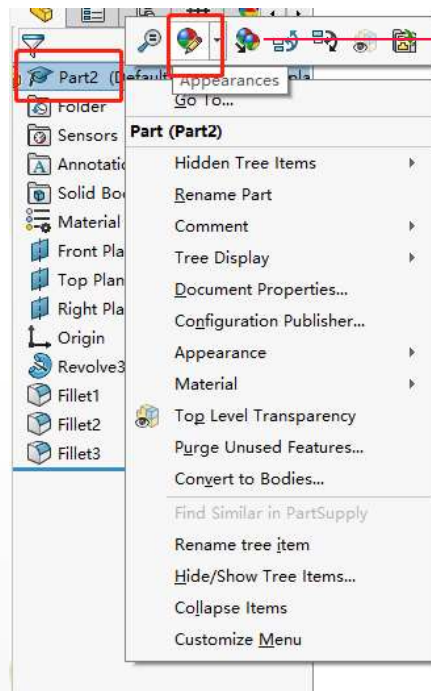 Part2 (Default
Appearances
Go To...
Folder
Sensors
Part (Part2)
Hidden Tree Items
Solid Bo
Rename Part
Material
Comment
Front Pla
Tree Display
Top Plan
Document Properties...
Right Pla
Configuration Publisher...
Origin
Appearance
Revolve3
Material
Fillet1
Top Level Transparency
Fillet2
Purge Unused Features...
Fillet3
Convert to Bodies...
Find Similar in PartSupply
Rename tree item
Hide/Show Tree Items...
Collapse Items
Customize Menu